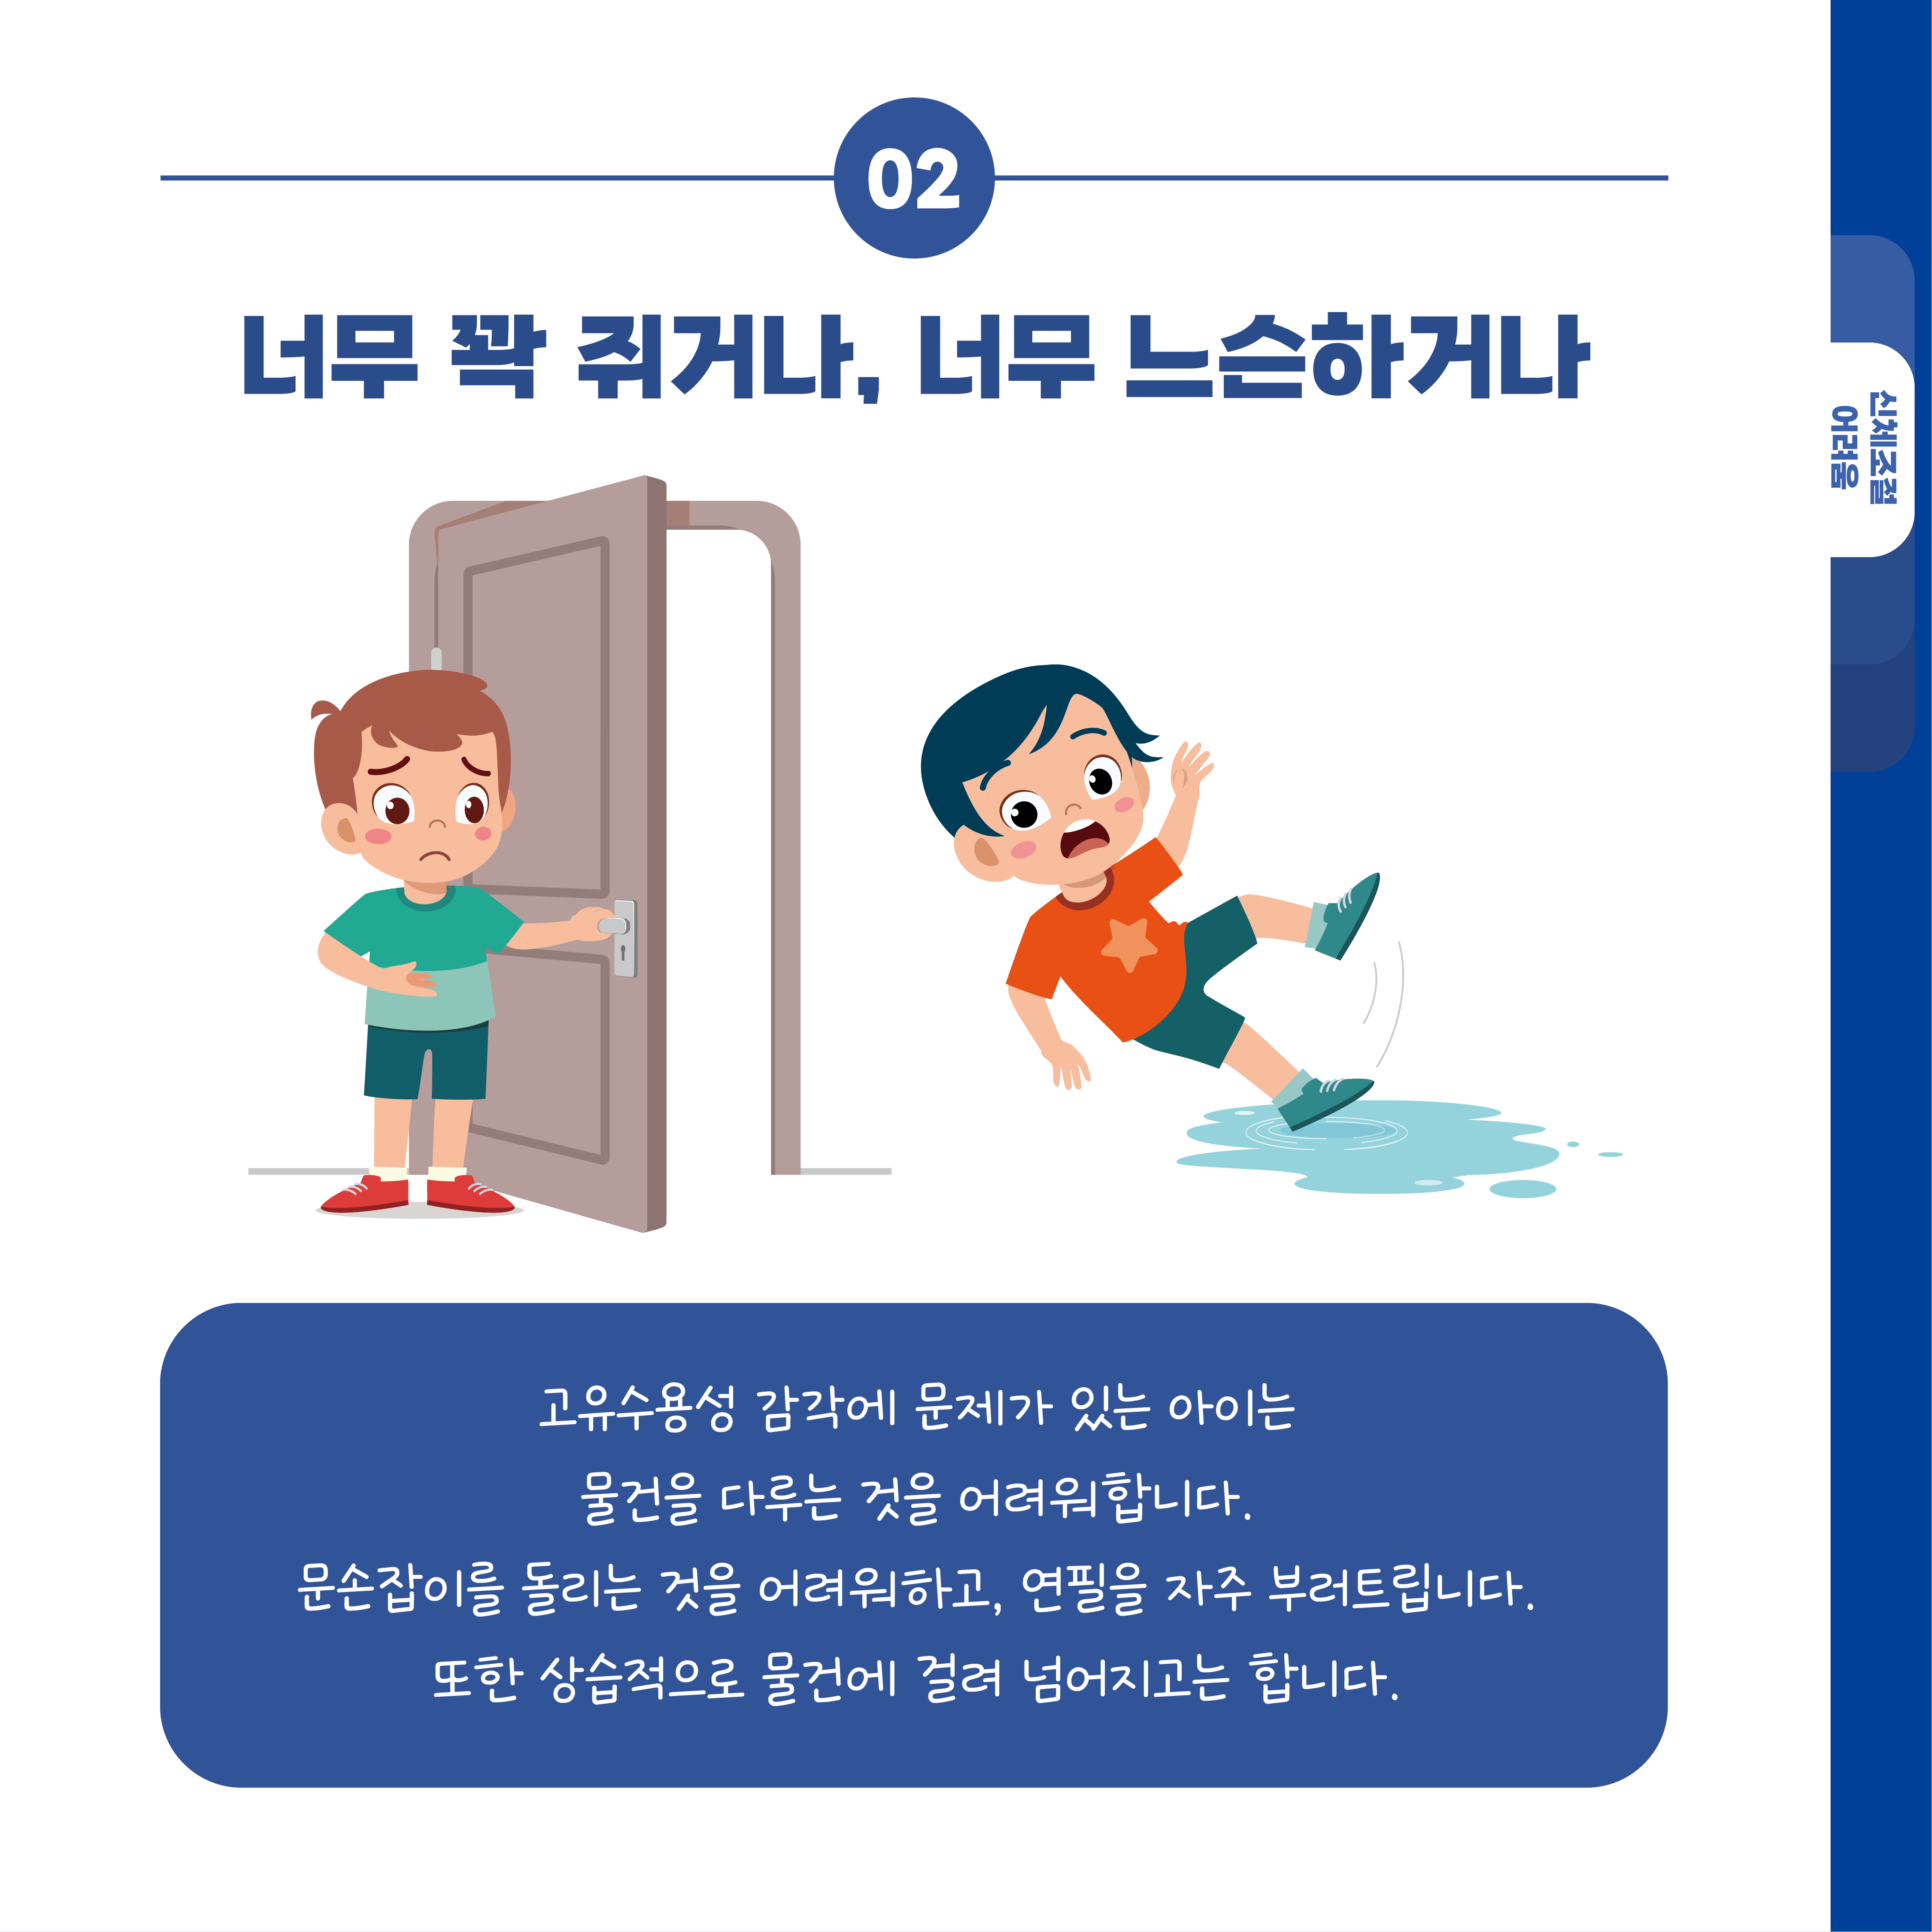 02
너무 꽉 쥐거나, 너무 느슨하거나
신체조절
어려움
고유수용성 감각에 문제가 있는 아이는
물건을 다루는 것을 어려워합니다.
문손잡이를 돌리는 것을 어려워하고, 연필을 자주 부러트립니다.
또한 상습적으로 물건에 걸려 넘어지고는 합니다.